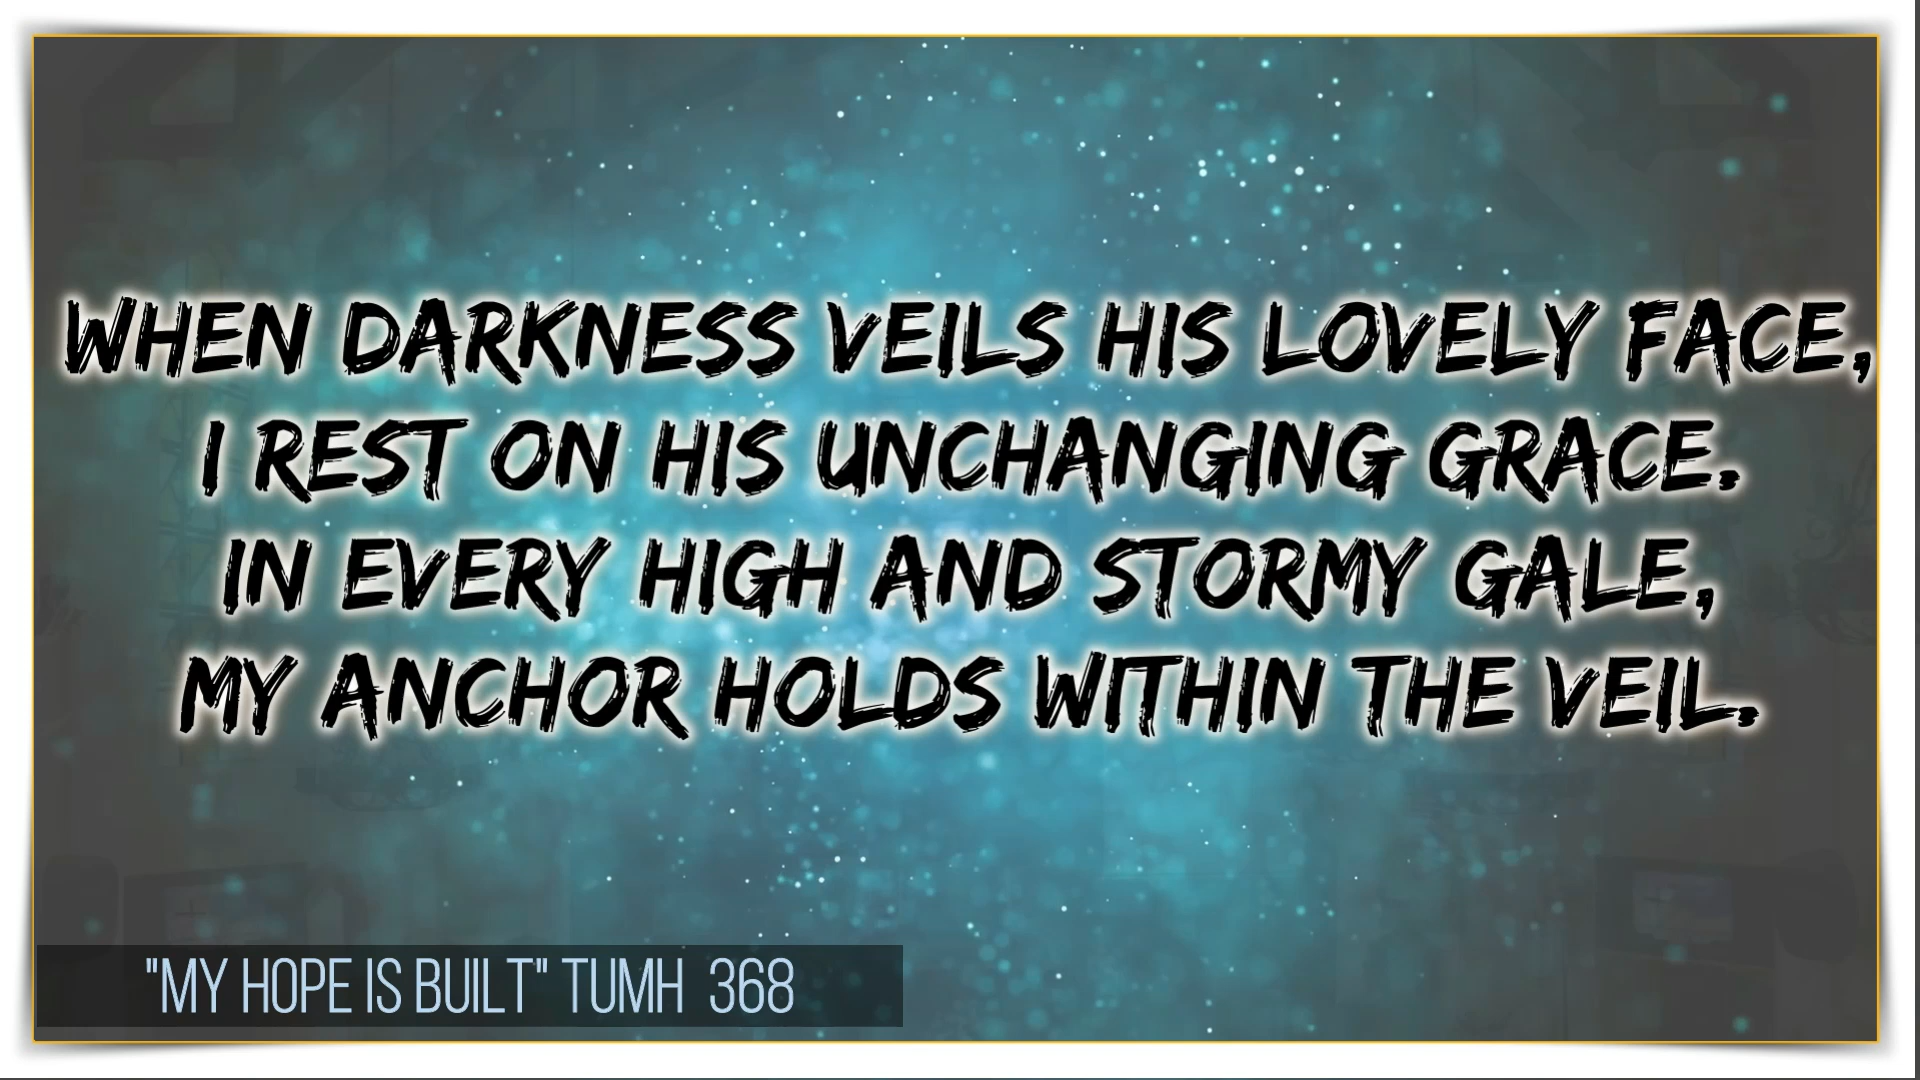 WHEN DARKNESS VEILS HIS LOVELY FACE,
I REST ON HIS UNCHANGING GRACE.
IN EVERY HIGH AND STORMY GALE,
MY ANCHOR HOLDS WITHIN THE VEIL.
"MY HOPE IS BUILT" TUMH 368